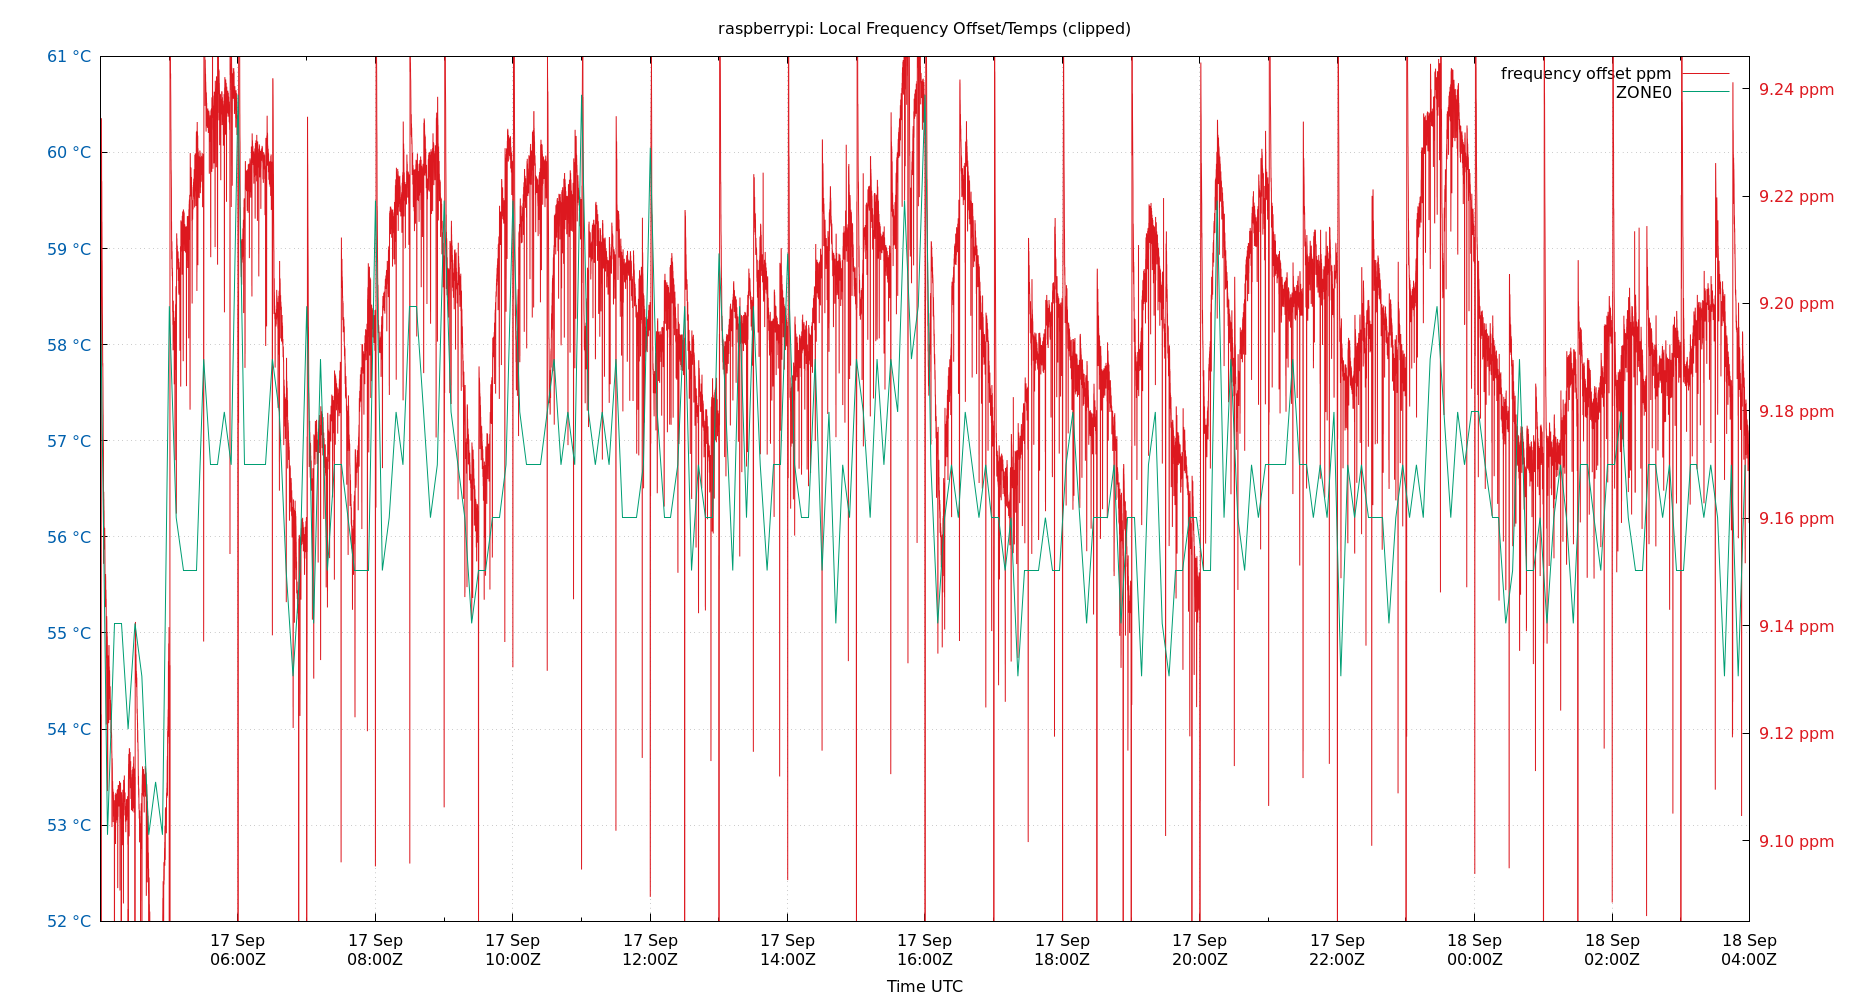 raspberrypi: Local Frequency Offset/Temps (clipped)
61 °C
60 °C
59 °C
58 °C
57 °C
56 °C
55 °C
54 °C
53 °C
52 °C
frequency offset ppm
ZONE0
9.24 ppm
9.22 ppm
9.20 ppm
9.18 ppm
9.16 ppm
9.14 ppm
9.12 ppm
9.10 ppm
17 Sep 17 Sep 17 Sep 17 Sep 17 Sep 17 Sep 17 Sep 17 Sep 17 Sep 18 Sep 18 Sep 18 Sep
06:00Z 08:00Z 10:00Z 12:00Z 14:00Z 16:00Z 18:00Z 20:00Z 22:00Z 00:00Z 02:00Z 04:00Z
Time UTC